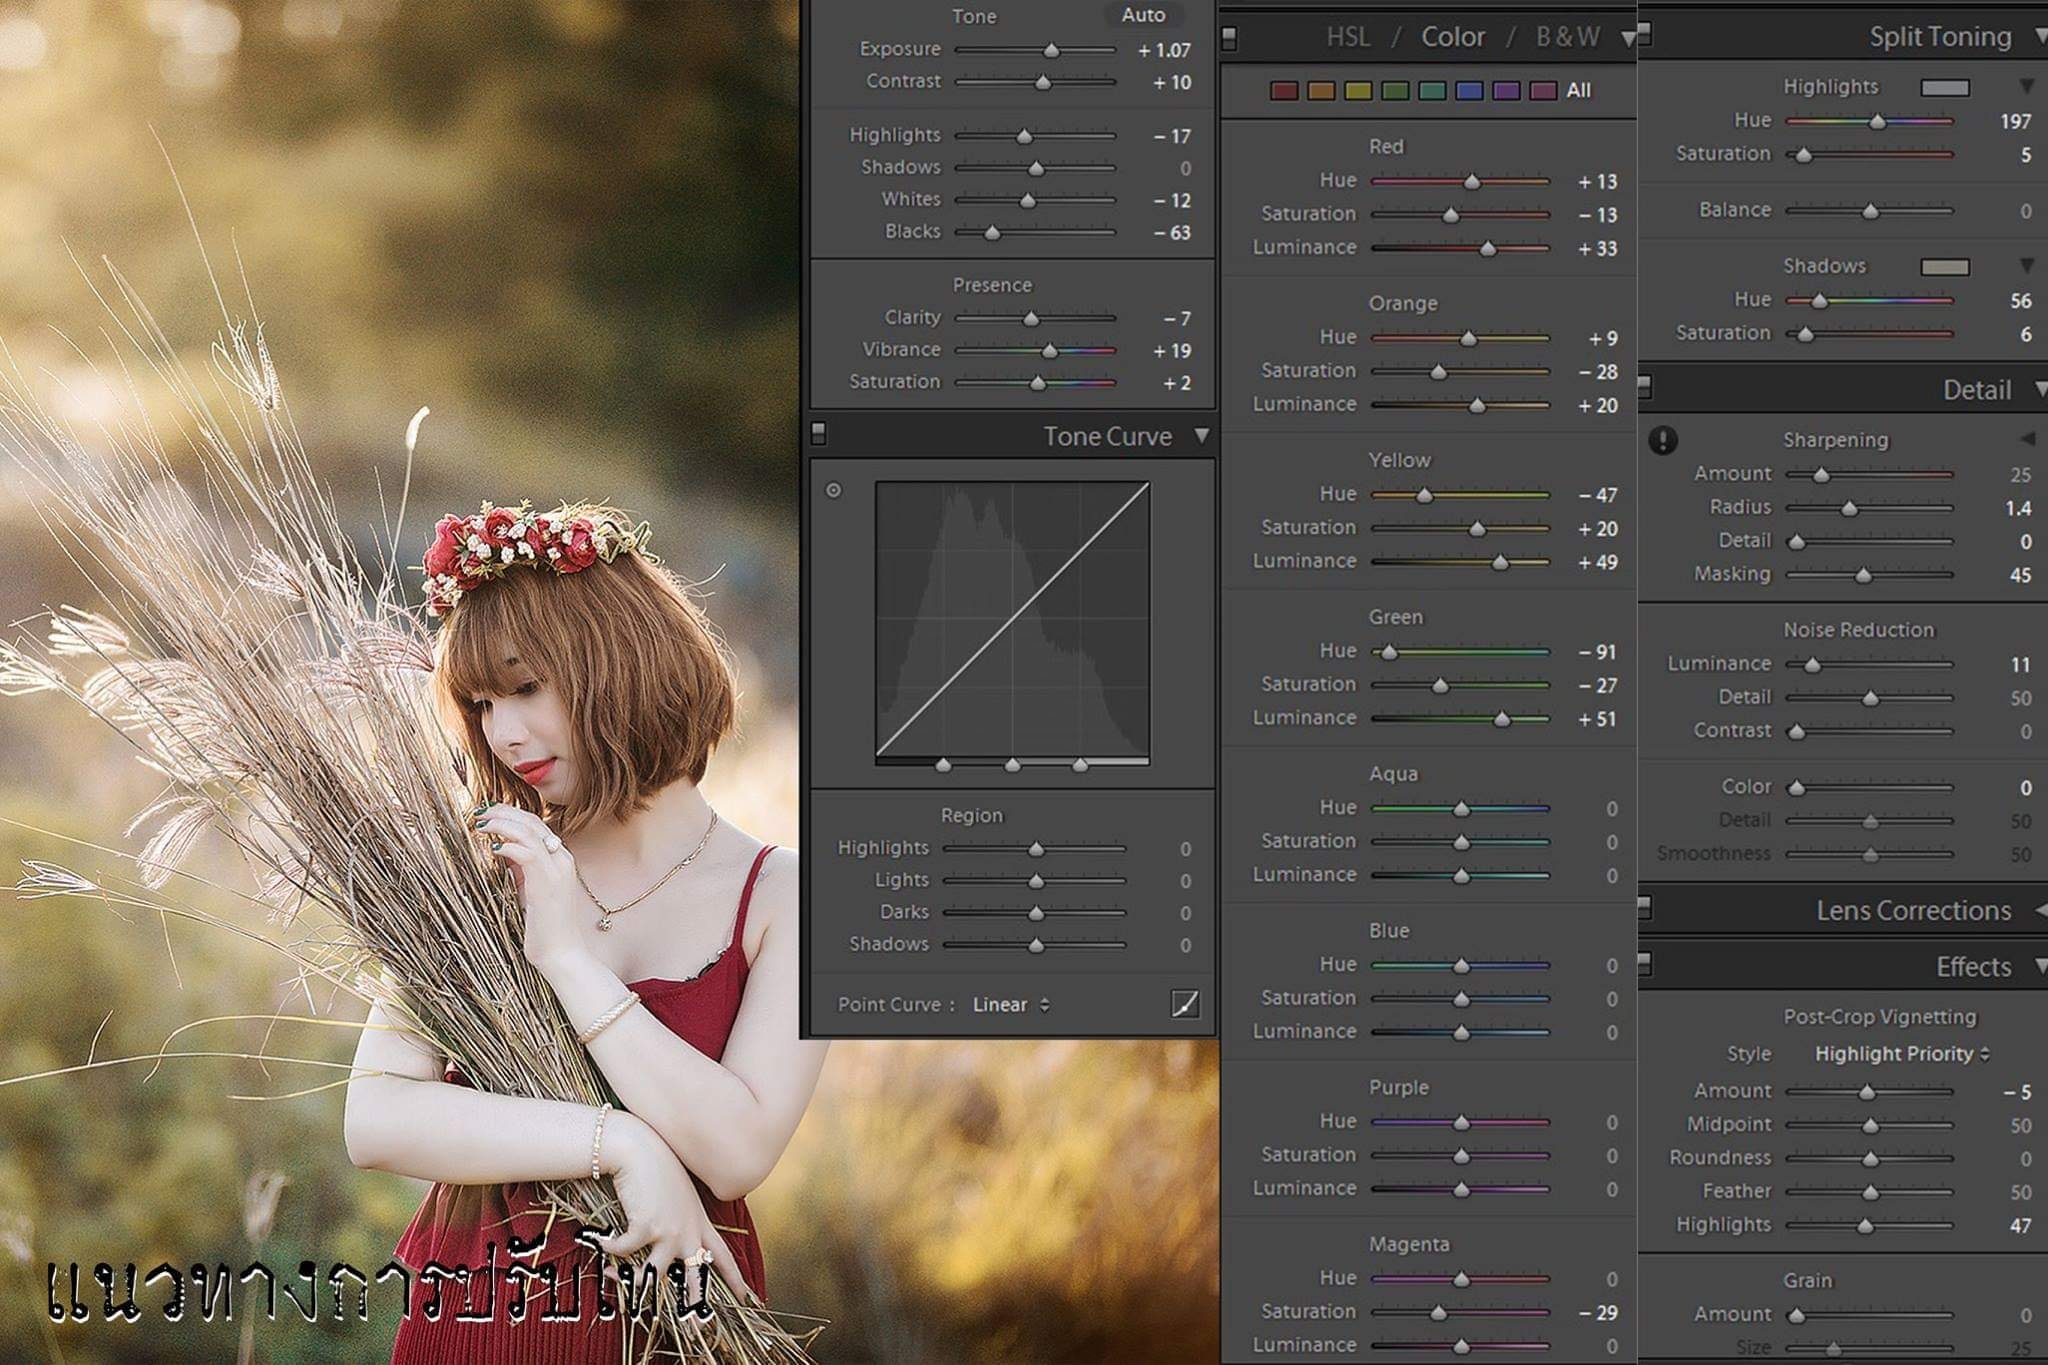 Tone Auto
Exposure + 1.07
Contrast + 10
Highlights − 17
Shadows 0
Whites − 12
Blacks − 63
Presence
Clarity − 7
Vibrance + 19
Saturation + 2
Tone Curve
Region
Highlights 0
Lights 0
Darks 0
Shadows 0
Point Curve : Linear
HSL / Color / B & W
All
Red
Hue + 13
Saturation − 13
Luminance + 33
Orange
Hue + 9
Saturation − 28
Luminance + 20
Yellow
Hue − 47
Saturation + 20
Luminance + 49
Green
Hue − 91
Saturation − 27
Luminance + 51
Aqua
Hue 0
Saturation 0
Luminance 0
Blue
Hue 0
Saturation 0
Luminance 0
Purple
Hue 0
Saturation 0
Luminance 0
Magenta
Hue 0
Saturation − 29
Luminance 0
Split Toning
Highlights
Hue 197
Saturation 5
Balance 0
Shadows
Hue 56
Saturation 6
Detail
Sharpening
Amount 25
Radius 1.4
Detail 0
Masking 45
Noise Reduction
Luminance 11
Detail 50
Contrast 0
Color 0
Detail 50
Smoothness 50
Lens Corrections
Effects
Post-Crop Vignetting
Style Highlight Priority
Amount − 5
Midpoint 50
Roundness 0
Feather 50
Highlights 47
Grain
Amount 0
Size 25
แนวทางการปรับโทน